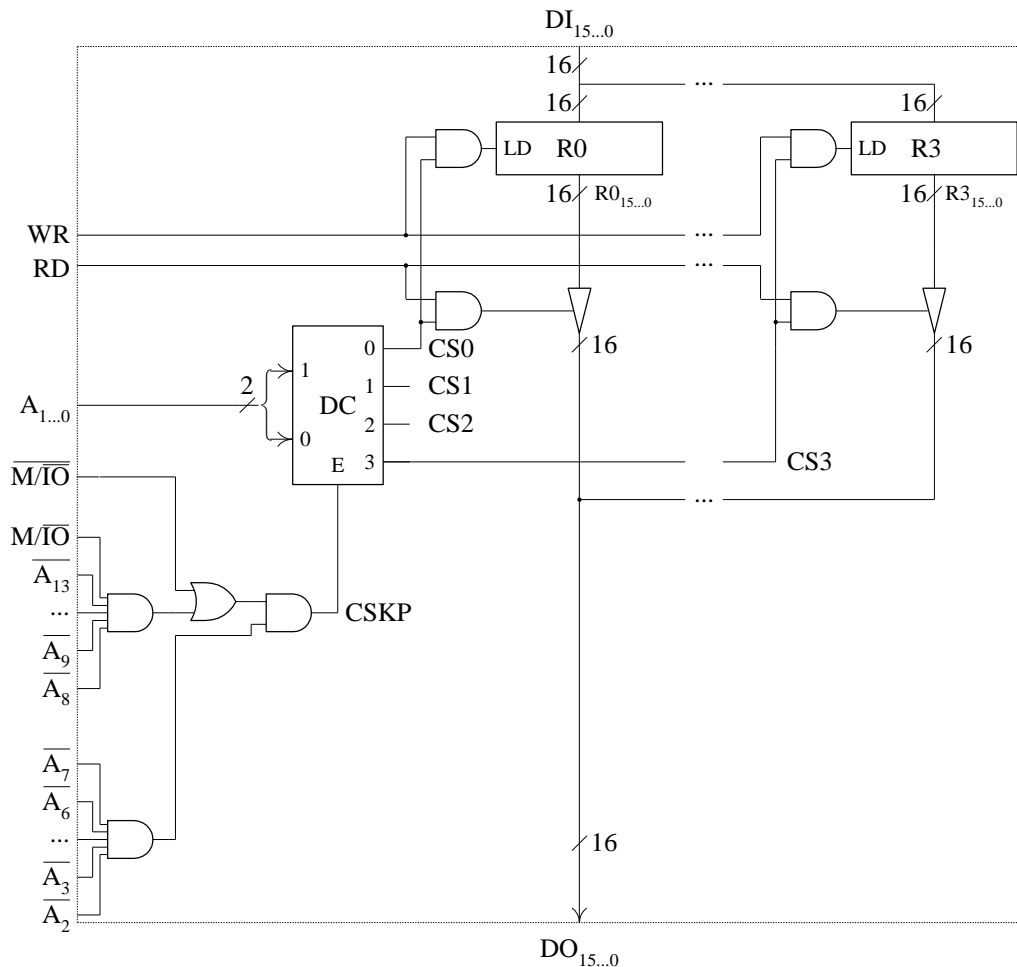 DI15...0
16
...
16
16
LD R0
LD R3
16 R015...0
16 R315...0
WR
...
RD
...
0
CS0
16
16
1
1
CS1
2
DC
A1...0
2
CS2
0
E
3
CS3
M/IO
...
M/IO
A13
...
CSKP
A9
A8
A7
A6
...
16
A3
A2
DO15...0